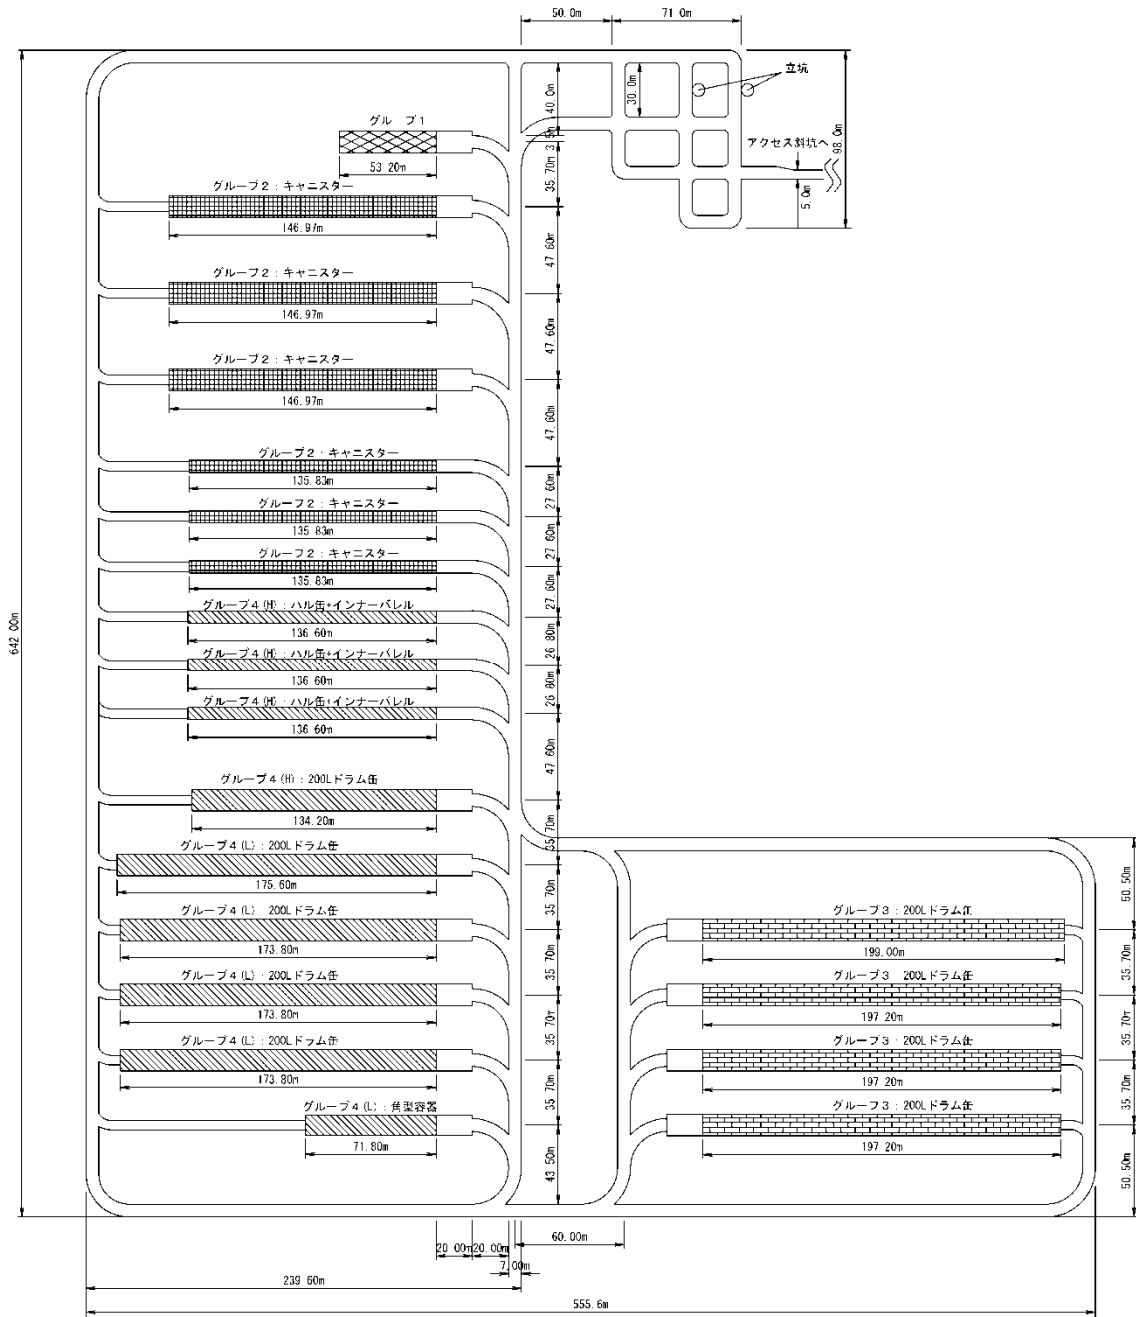 50.0m
71.0m
立坑
40.0m
30.0m
グループ1
3.5m
アクセス斜坑へ
98.0m
53.20m
35.70m
5.0m
グループ2：キャニスター
146.97m
47.60m
グループ2：キャニスター
146.97m
47.60m
グループ2：キャニスター
146.97m
47.60m
グループ2：キャニスター
135.83m
27.60m
グループ2：キャニスター
135.83m
27.60m
グループ2：キャニスター
135.83m
27.60m
グループ4(H)：ハル缶+インナーバレル
136.60m
26.80m
グループ4(H)：ハル缶+インナーバレル
136.60m
26.80m
642.00m
グループ4(H)：ハル缶+インナーバレル
136.60m
47.60m
グループ4(H)：200Lドラム缶
134.20m
35.70m
グループ4(L)：200Lドラム缶
175.60m
35.70m
50.50m
グループ4(L)：200Lドラム缶
173.80m
グループ3：200Lドラム缶
199.00m
35.70m
35.70m
グループ4(L)：200Lドラム缶
173.80m
グループ3：200Lドラム缶
197.20m
35.70m
35.70m
グループ4(L)：200Lドラム缶
173.80m
グループ3：200Lドラム缶
197.20m
35.70m
35.70m
グループ4(L)：角型容器
71.80m
グループ3：200Lドラム缶
197.20m
43.50m
50.50m
20.00m
20.00m
60.00m
7.00m
239.60m
555.6m